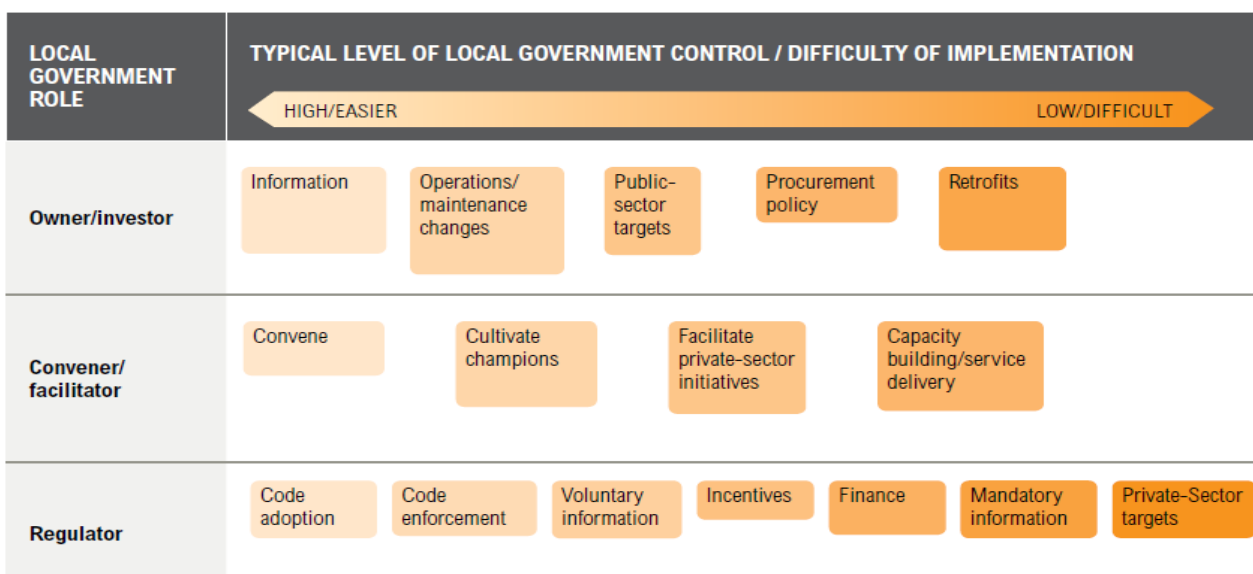 LOCAL
GOVERNMENT
ROLE
TYPICAL LEVEL OF LOCAL GOVERNMENT CONTROL / DIFFICULTY OF IMPLEMENTATION
HIGH/EASIER
LOW/DIFFICULT
Owner/investor
Information
Operations/
maintenance
changes
Public-
sector
targets
Procurement
policy
Retrofits
Convener/
facilitator
Convene
Cultivate
champions
Facilitate
private-sector
initiatives
Capacity
building/service
delivery
Regulator
Code
adoption
Code
enforcement
Voluntary
information
Incentives
Finance
Mandatory
information
Private-Sector
targets